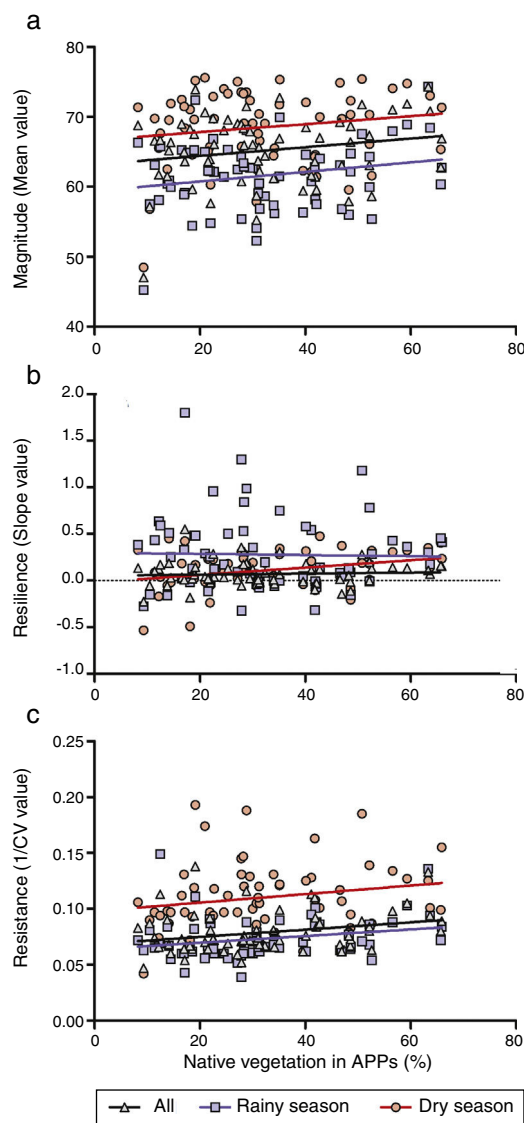 a
80
70
60
50
40
Magnitude (Mean value)
0 20 40 60 80
b
2.0
1.5
1.0
0.5
0.0
-0.5
-1.0
Resilience (Slope value)
0 20 40 60 80
c
0.25
0.20
0.15
0.10
0.05
0.00
Resistance (1/CV value)
0 20 40 60 80
Native vegetation in APPs (%)
All Rainy season Dry season